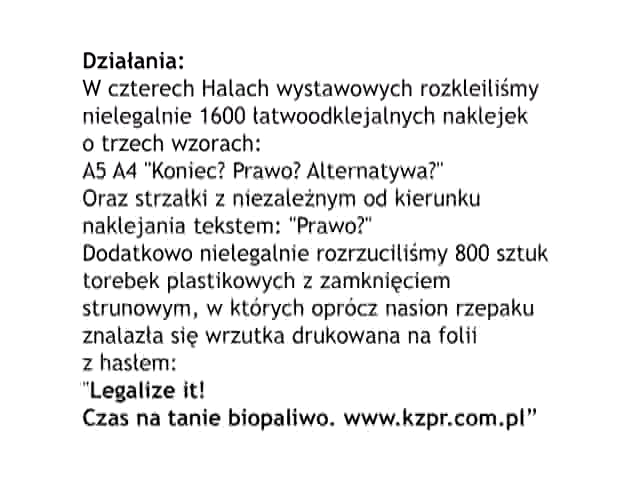 Działania:
W czterech Halach wystawowych rozkleiliśmy
nielegalnie 1600 łatwoodklejalnych naklejek
o trzech wzorach:
A5 A4 "Koniec? Prawo? Alternatywa?"
Oraz strzałki z niezależnym od kierunku
naklejania tekstem: "Prawo?"
Dodatkowo nielegalnie rozrzuciliśmy 800 sztuk
torebek plastikowych z zamknięciem
strunowym, w których oprócz nasion rzepaku
znalazła się wrzutka drukowana na folii
z hasłem:
"Legalize it!
Czas na tanie biopaliwo. www.kzpr.com.pl”